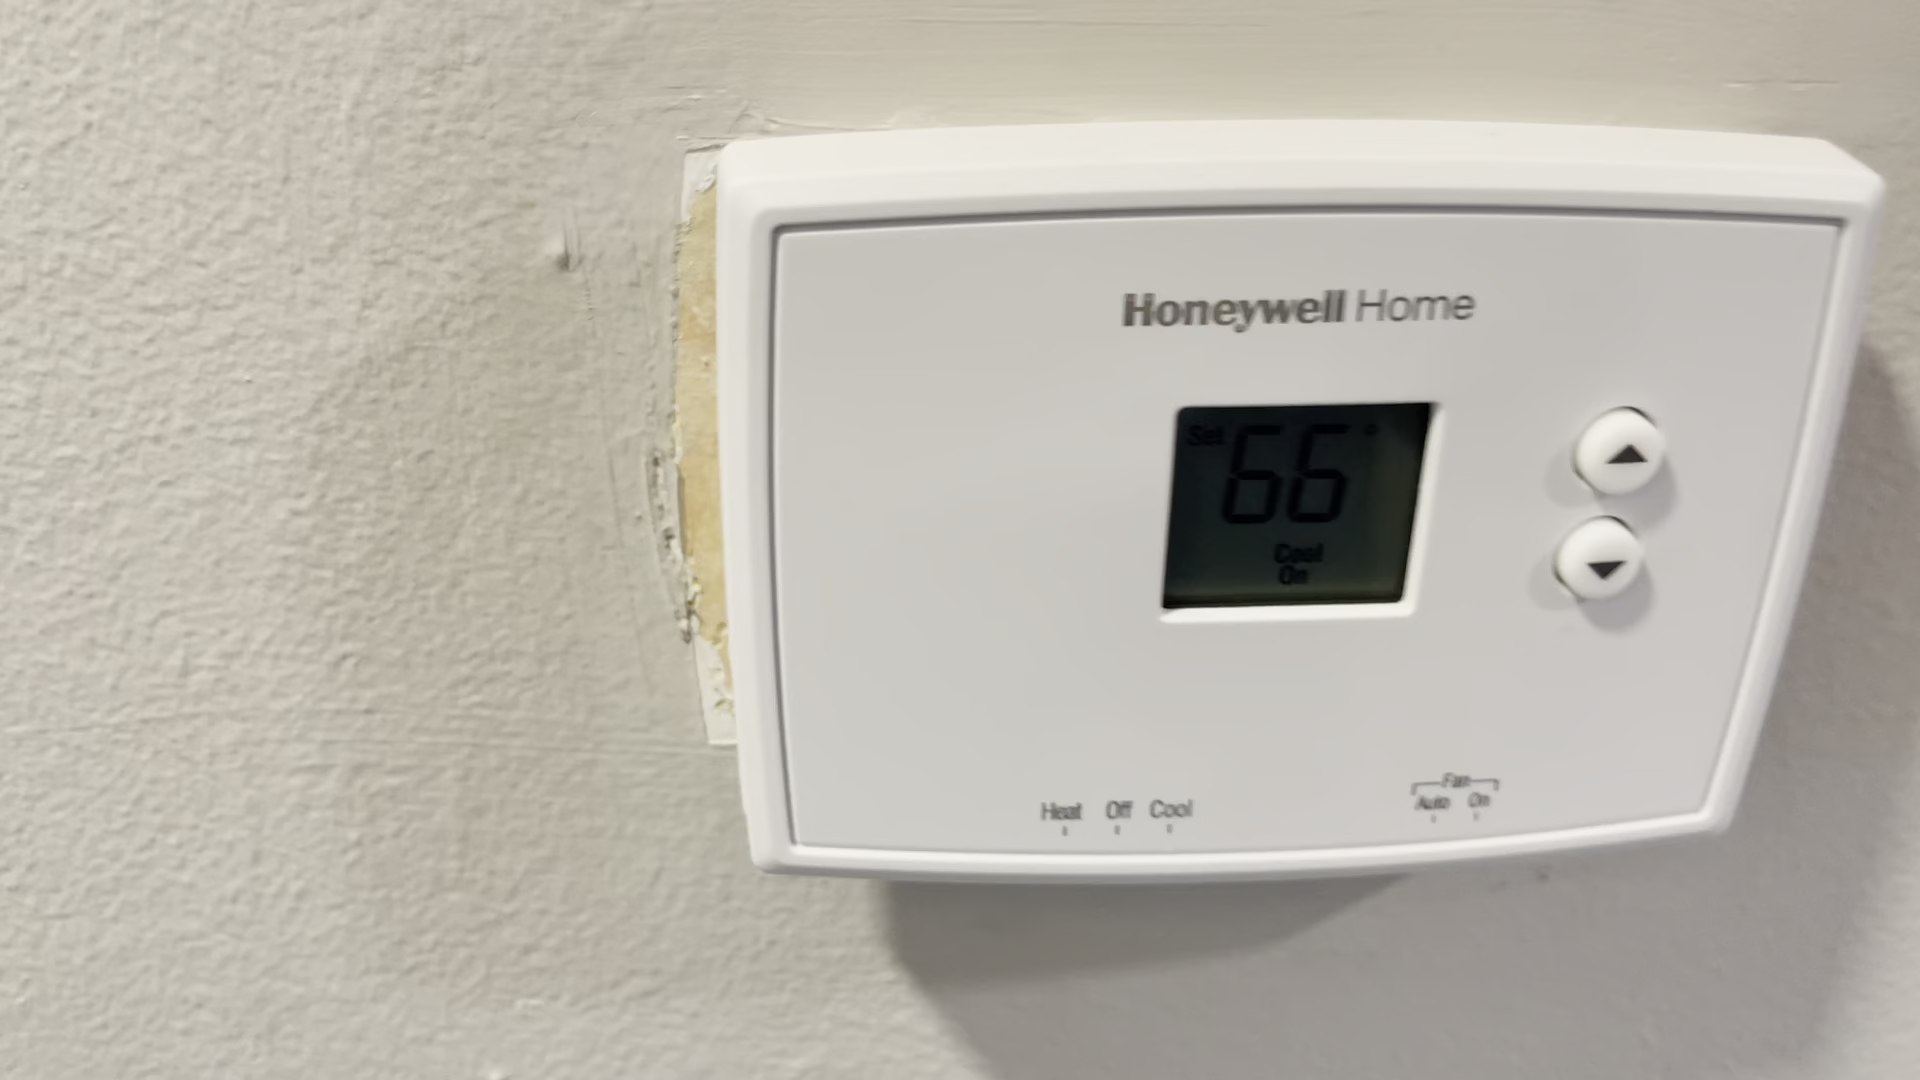 Honeywell Home
Set 66°
Cool
On
Heat Off Cool
Fan
Auto On